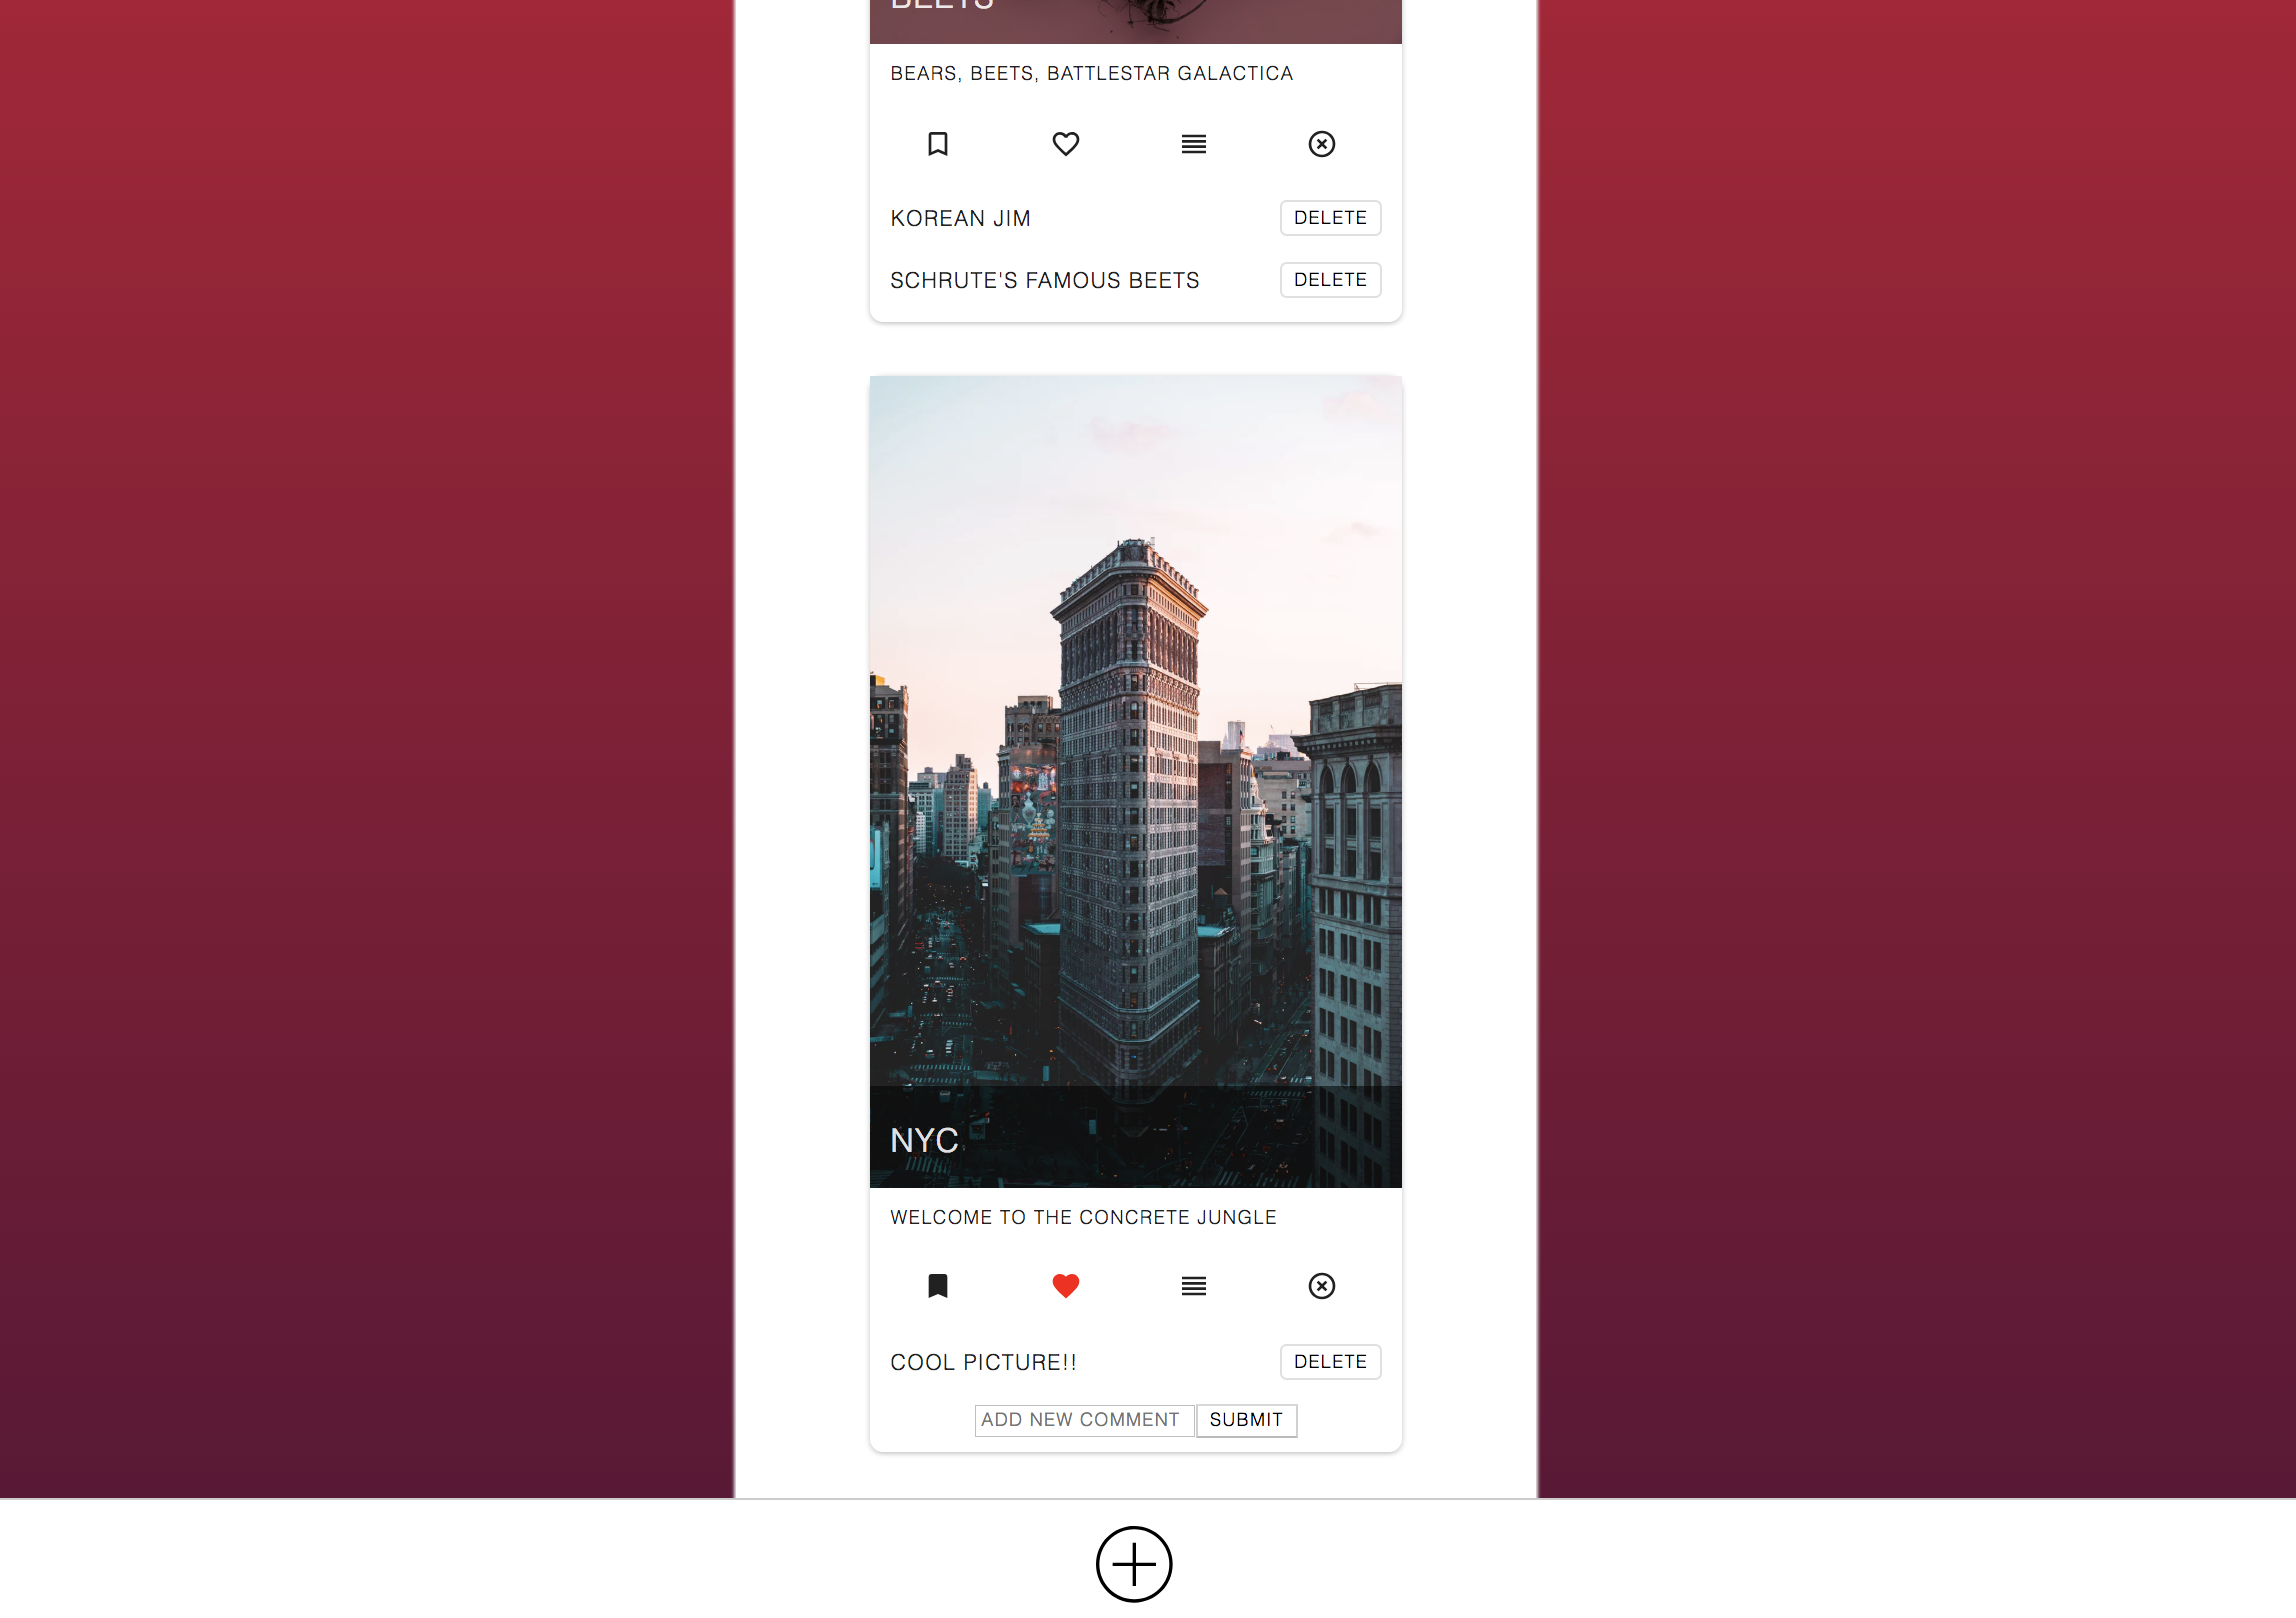 BEETS
BEARS, BEETS, BATTLESTAR GALACTICA
KOREAN JIM DELETE
SCHRUTE'S FAMOUS BEETS DELETE
NYC
WELCOME TO THE CONCRETE JUNGLE
COOL PICTURE!! DELETE
ADD NEW COMMENT SUBMIT